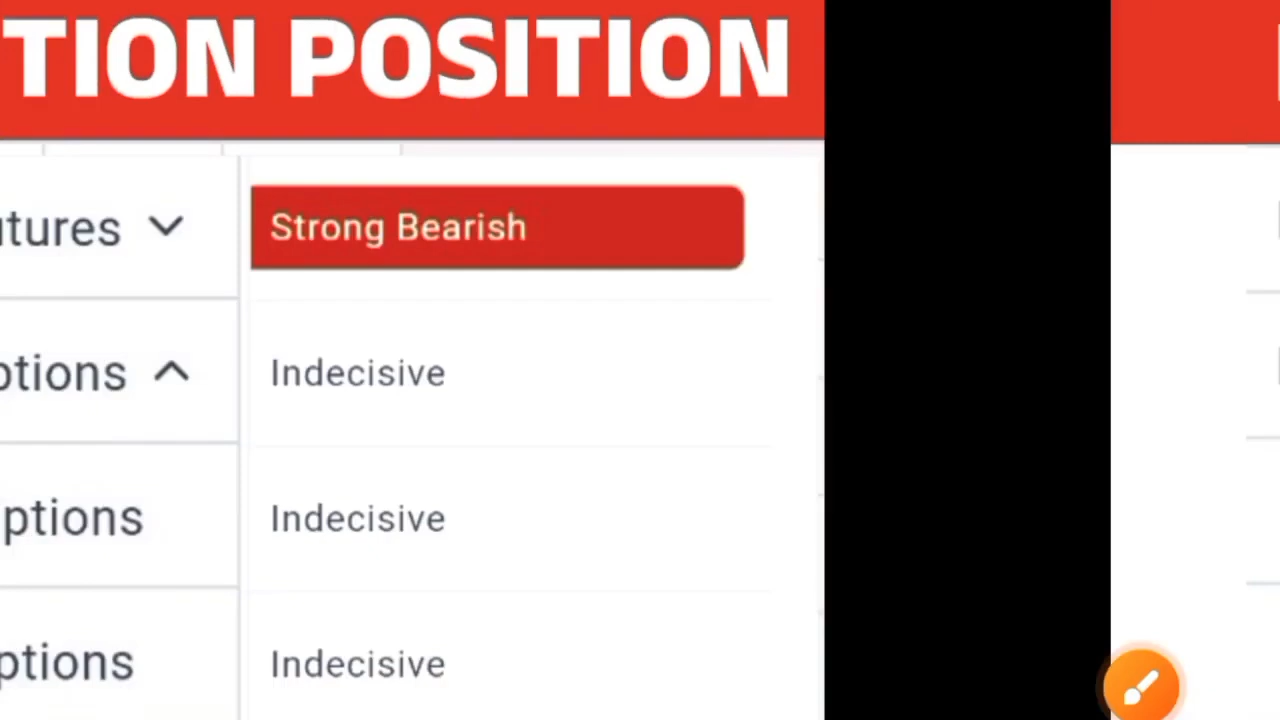 TION POSITION
utures
Strong Bearish
ptions
Indecisive
ptions
Indecisive
ptions
Indecisive